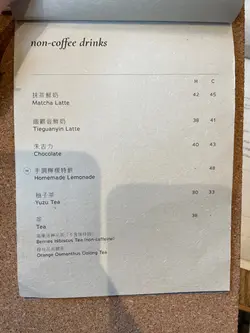 non-coffee drinks
H C
抹茶鮮奶 42 45
Matcha Latte
鐵觀音鮮奶 38 41
Tieguanyin Latte
朱古力 40 43
Chocolate
手調檸檬特飲 48
Homemade Lemonade
柚子茶 30 33
Yuzu Tea
茶 36
Tea
Berries Hibiscus Tea (non-caffeine)
Orange Osmanthus Oolong Tea